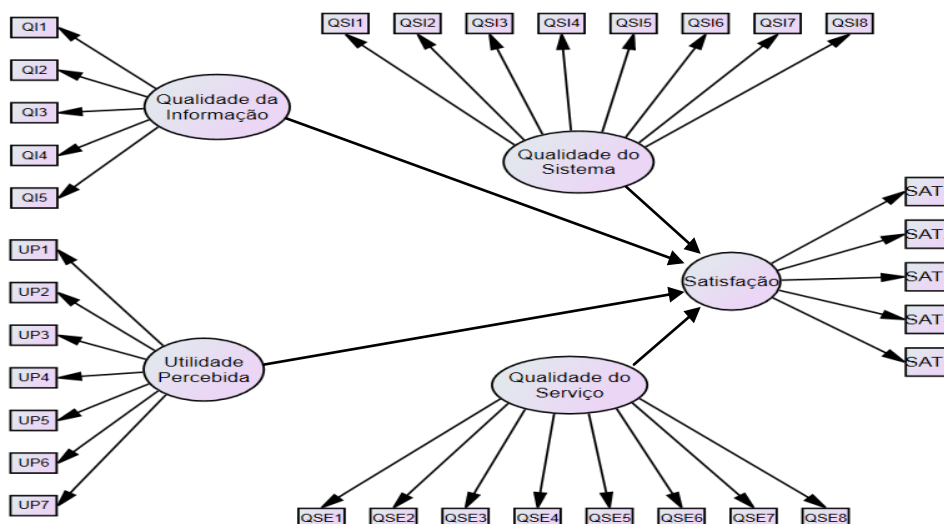 QI1
QI2
QI3
QI4
QI5
Qualidade da
Informação
QSI1
QSI2
QSI3
QSI4
QSI5
QSI6
QSI7
QSI8
Qualidade do
Sistema
UP1
UP2
UP3
UP4
UP5
UP6
UP7
Utilidade
Percebida
Satisfação
SAT
SAT
SAT
SAT
SAT
Qualidade do
Serviço
QSE1
QSE2
QSE3
QSE4
QSE5
QSE6
QSE7
QSE8